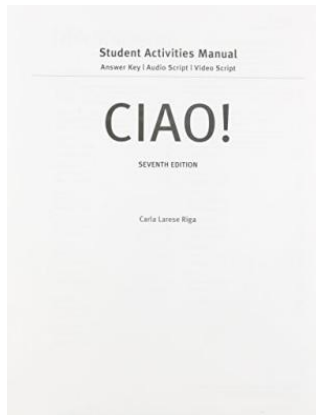 Student Activities Manual
Answer Key | Audio Script | Video Script
CIAO!
SEVENTH EDITION
Carla Larese Riga